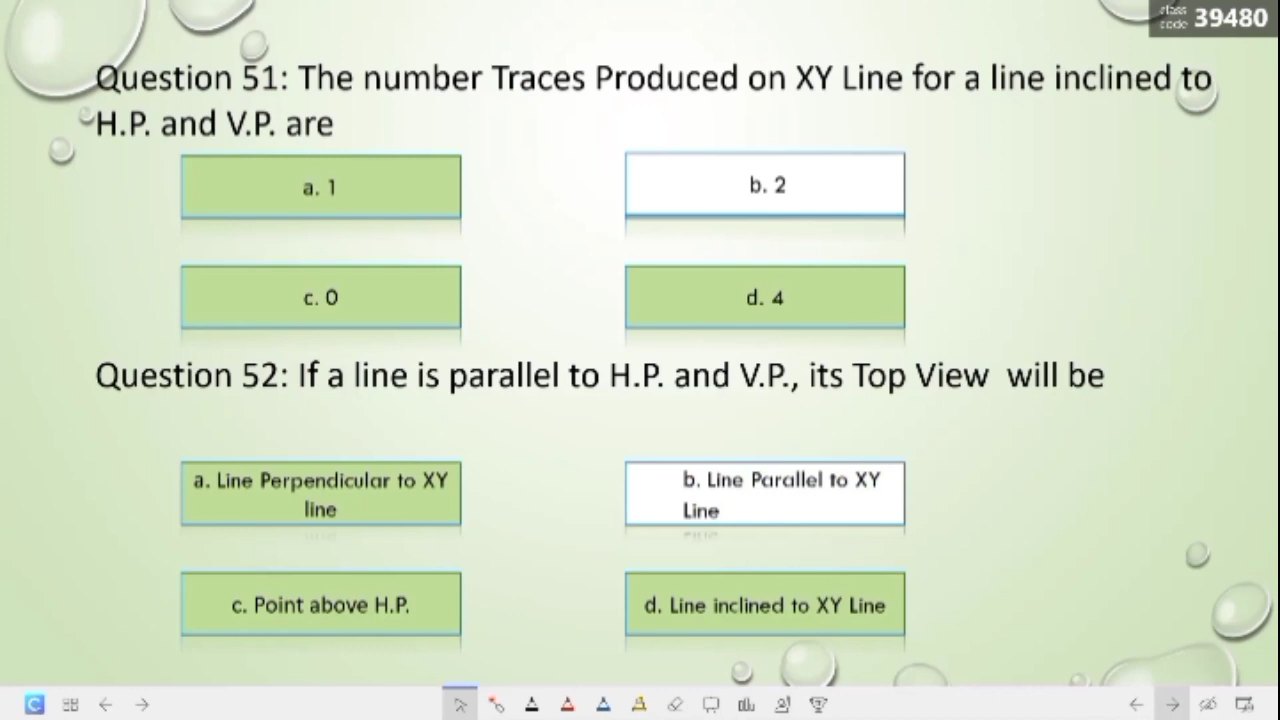 class
code 39480
Question 51: The number Traces Produced on XY Line for a line inclined to
H.P. and V.P. are
a. 1
b. 2
c. 0
d. 4
Question 52: If a line is parallel to H.P. and V.P., its Top View will be
a. Line Perpendicular to XY
line
b. Line Parallel to XY
Line
c. Point above H.P.
d. Line inclined to XY Line